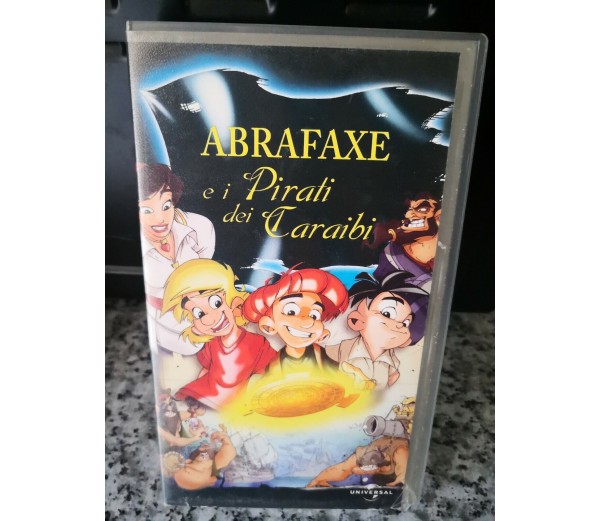 ABRAFAXE
e i Pirati
dei Caraibi
UNIVERSAL